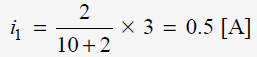 i₁ = 2/(10+2) × 3 = 0.5 [A]